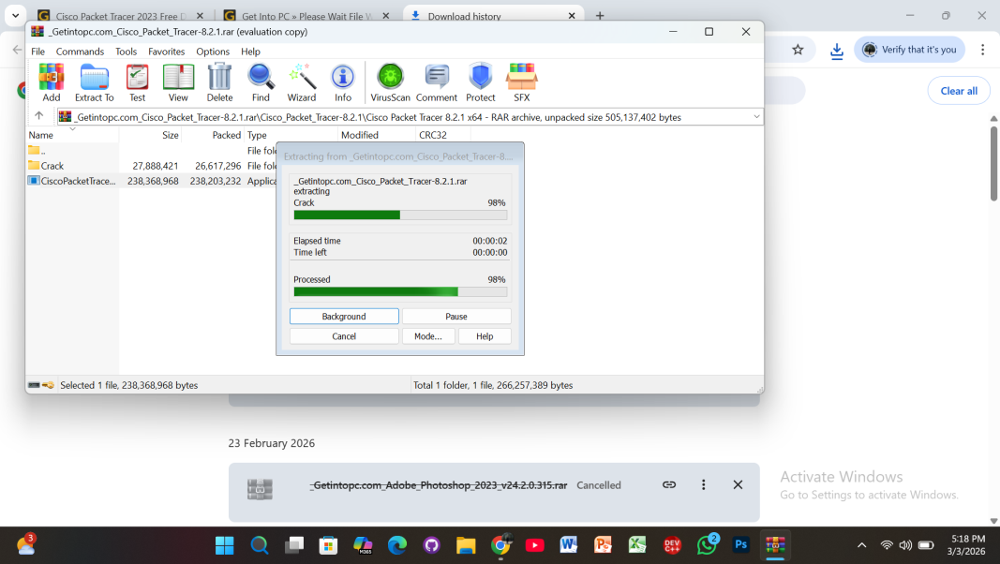 Cisco Packet Tracer 2023 Free D
Get Into PC » Please Wait File W
Download history
_Getintopc.com_Cisco_Packet_Tracer-8.2.1.rar (evaluation copy)
File Commands Tools Favorites Options Help
Verify that it's you
Add Extract To Test View Delete Find Wizard Info VirusScan Comment Protect SFX
Clear all
_Getintopc.com_Cisco_Packet_Tracer-8.2.1.rar\Cisco_Packet_Tracer-8.2.1\Cisco Packet Tracer 8.2.1 x64 - RAR archive, unpacked size 505,137,402 bytes
Name Size Packed Type Modified CRC32
.. File fol
Crack 27,888,421 26,617,296 File fol
CiscoPacketTrace... 238,368,968 238,203,232 Applica
Extracting from _Getintopc.com_Cisco_Packet_Tracer-8....
_Getintopc.com_Cisco_Packet_Tracer-8.2.1.rar
extracting
Crack 98%
Elapsed time 00:00:02
Time left 00:00:00
Processed 98%
Background Pause
Cancel Mode... Help
Selected 1 file, 238,368,968 bytes Total 1 folder, 1 file, 266,257,389 bytes
23 February 2026
_Getintopc.com_Adobe_Photoshop_2023_v24.2.0.315.rar Cancelled
Activate Windows
Go to Settings to activate Windows.
3
M365
DEV
C++
2
Ps
5:18 PM
3/3/2026